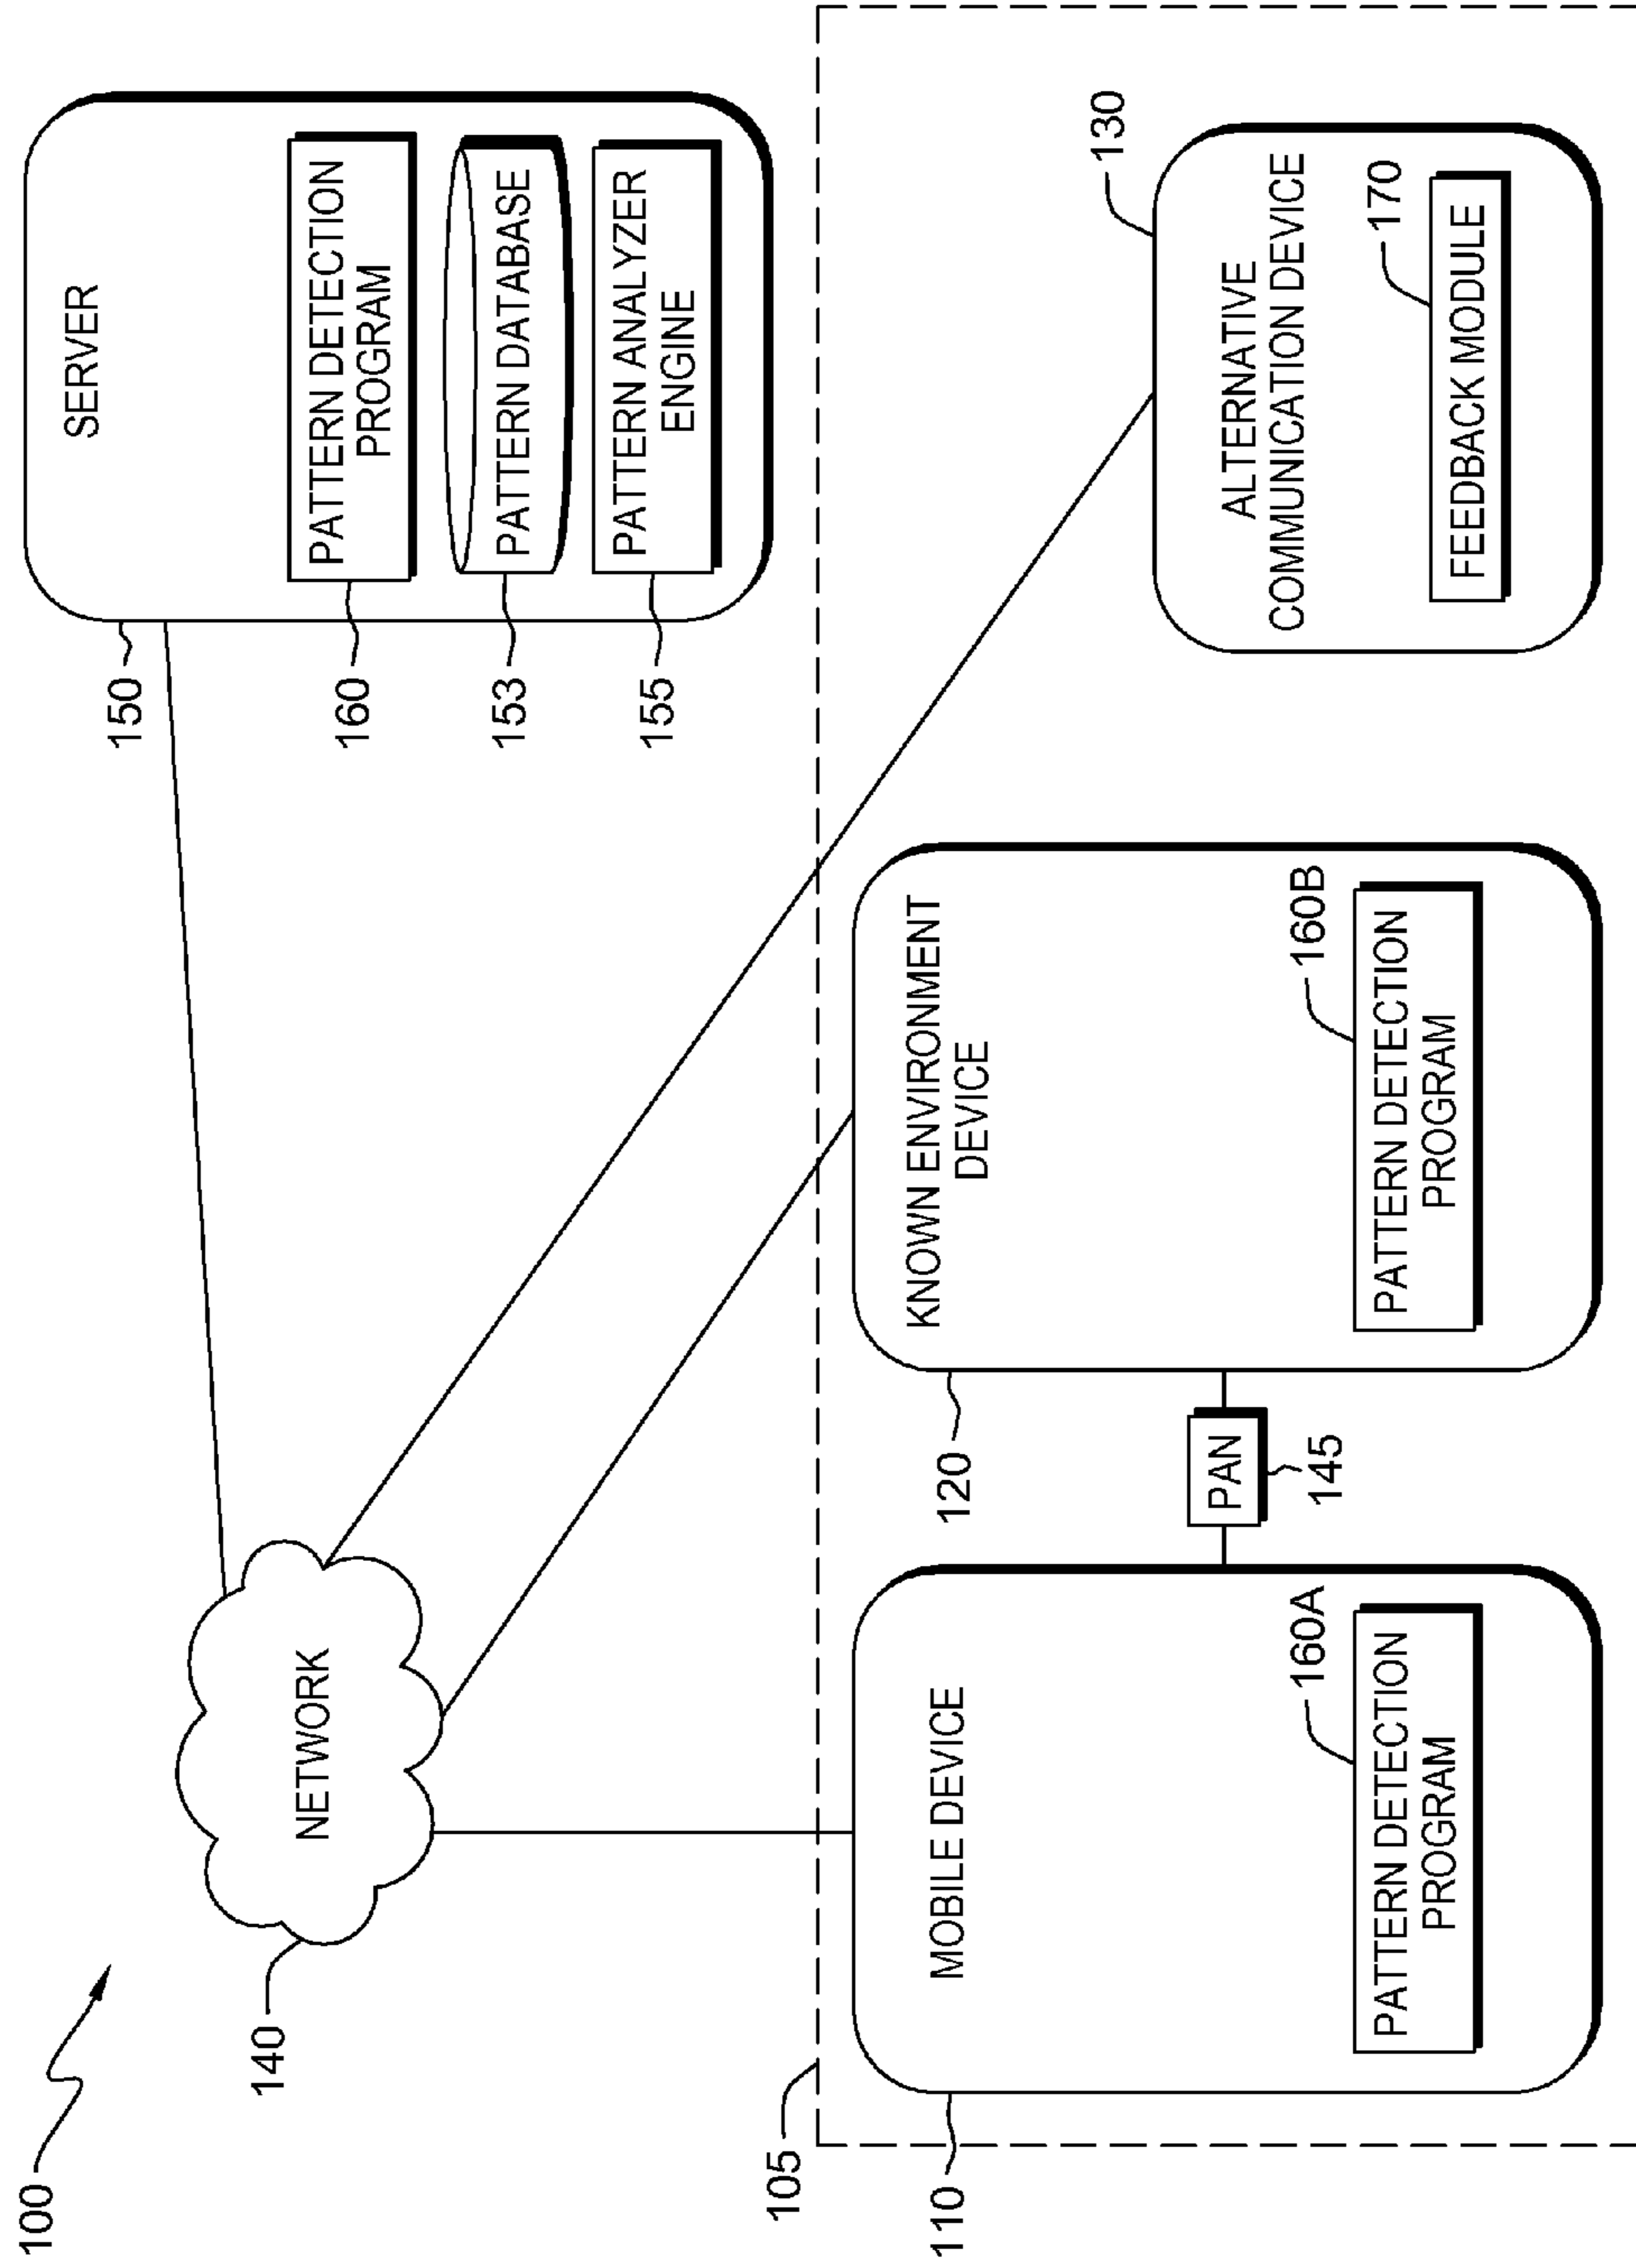 100
140
NETWORK
150
SERVER
160
PATTERN DETECTION
PROGRAM
153
PATTERN DATABASE
155
PATTERN ANALYZER
ENGINE
105
110
MOBILE DEVICE
160A
PATTERN DETECTION
PROGRAM
PAN
145
120
KNOWN ENVIRONMENT
DEVICE
160B
PATTERN DETECTION
PROGRAM
130
ALTERNATIVE
COMMUNICATION DEVICE
170
FEEDBACK MODULE